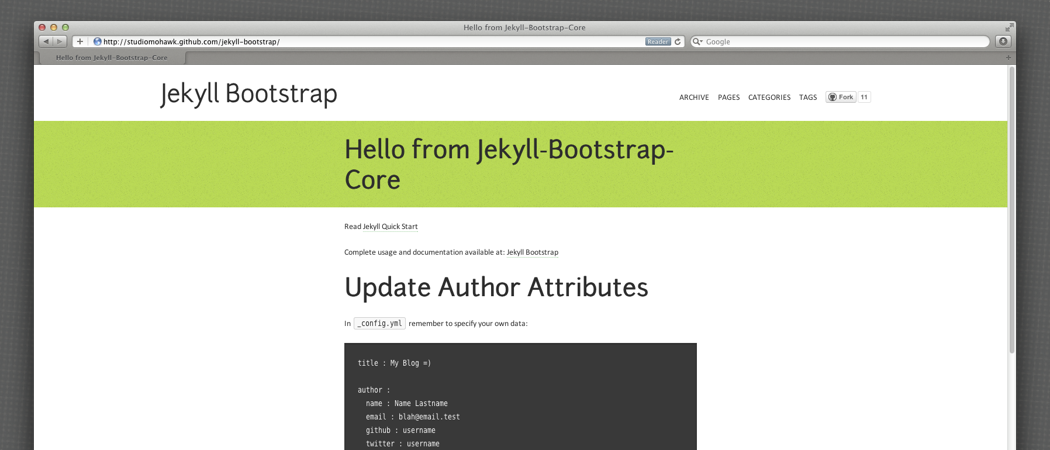 Hello from Jekyll-Bootstrap-Core
http://studiomohawk.github.com/jekyll-bootstrap/
Reader
Google
Hello from Jekyll-Bootstrap-Core
Jekyll Bootstrap
ARCHIVE PAGES CATEGORIES TAGS Fork 11
Hello from Jekyll-Bootstrap-
Core
Read Jekyll Quick Start
Complete usage and documentation available at: Jekyll Bootstrap
Update Author Attributes
In _config.yml remember to specify your own data:
title : My Blog =)
author :
name : Name Lastname
email : blah@email.test
github : username
twitter : username